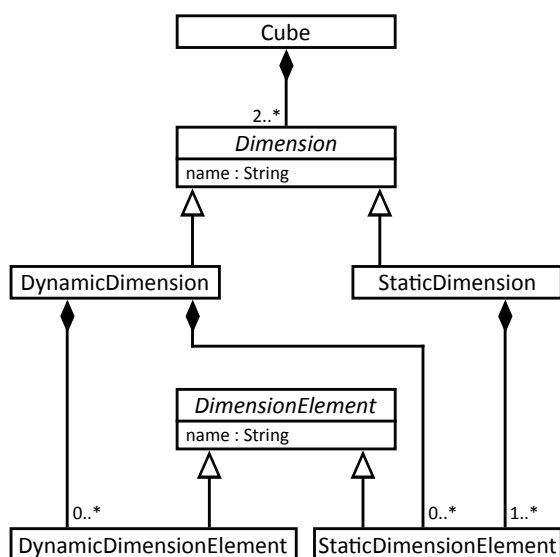 Cube
2..*
Dimension
name : String
DynamicDimension
StaticDimension
DimensionElement
name : String
0..*
0..*
1..*
DynamicDimensionElement
StaticDimensionElement